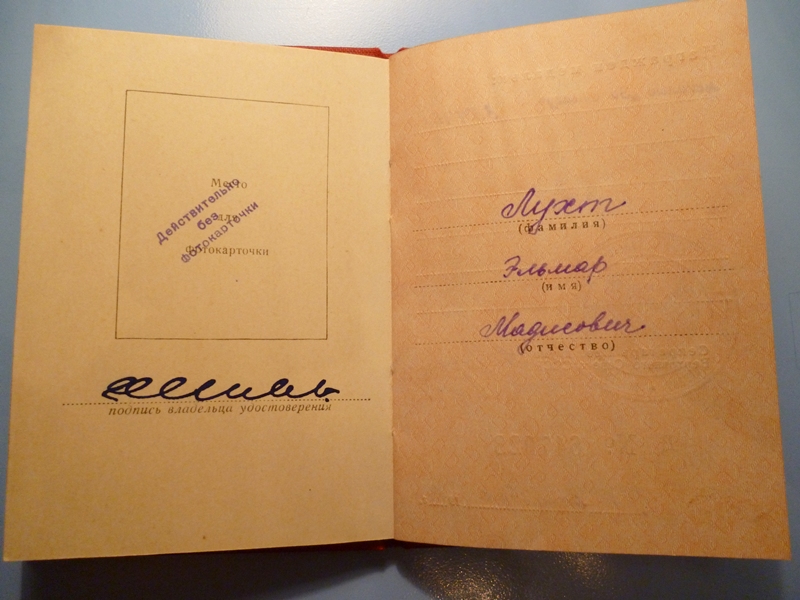 Место
для
фотокарточки
Действительно
без
фотокарточки
подпись владельца удостоверения
Лухт
(фамилия)
Эльмар
(имя)
Мадисович
(отчество)